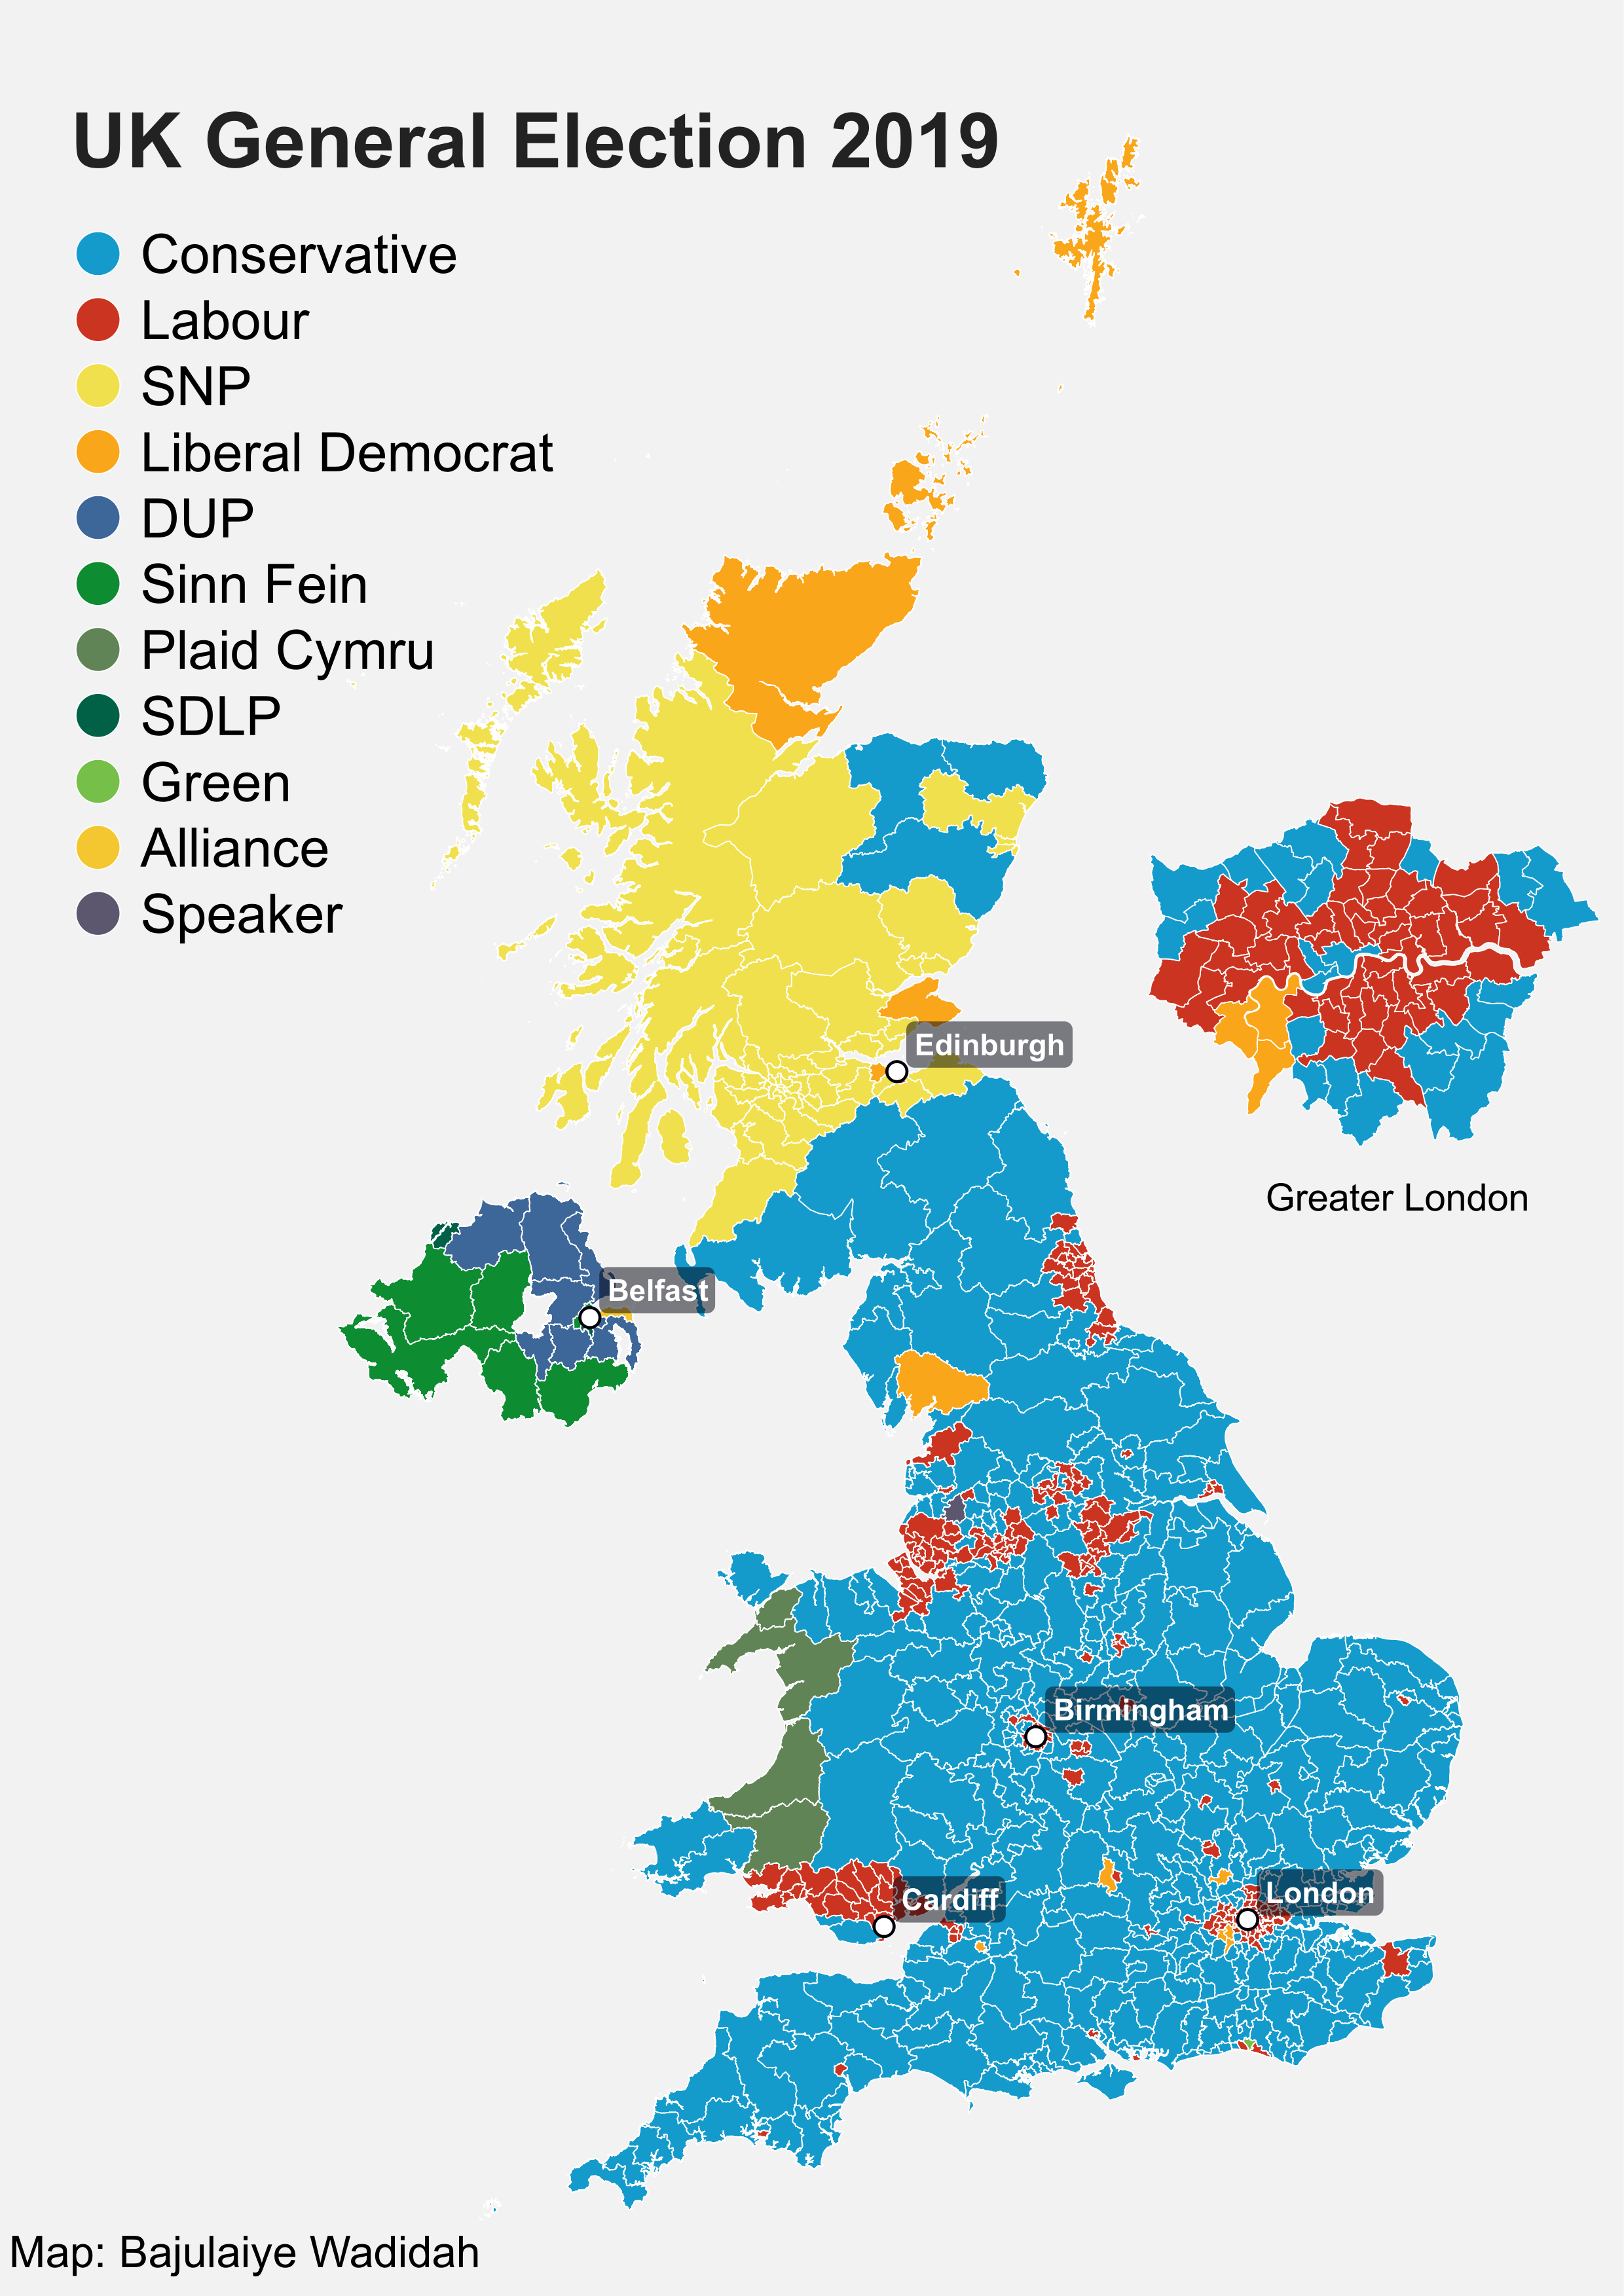 UK General Election 2019
Conservative
Labour
SNP
Liberal Democrat
DUP
Sinn Fein
Plaid Cymru
SDLP
Green
Alliance
Speaker
Edinburgh
Greater London
Belfast
Birmingham
Cardiff
London
Map: Bajulaiye Wadidah